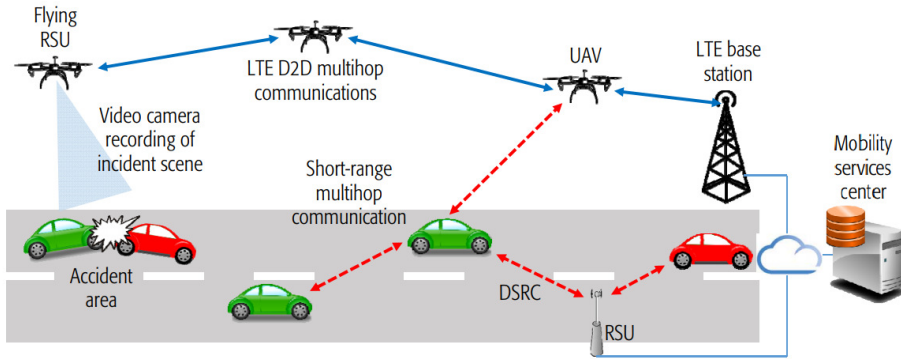 Flying
RSU
LTE D2D multihop
communications
UAV
LTE base
station
Video camera
recording of
incident scene
Short-range
multihop
communication
Mobility
services
center
Accident
area
DSRC
RSU